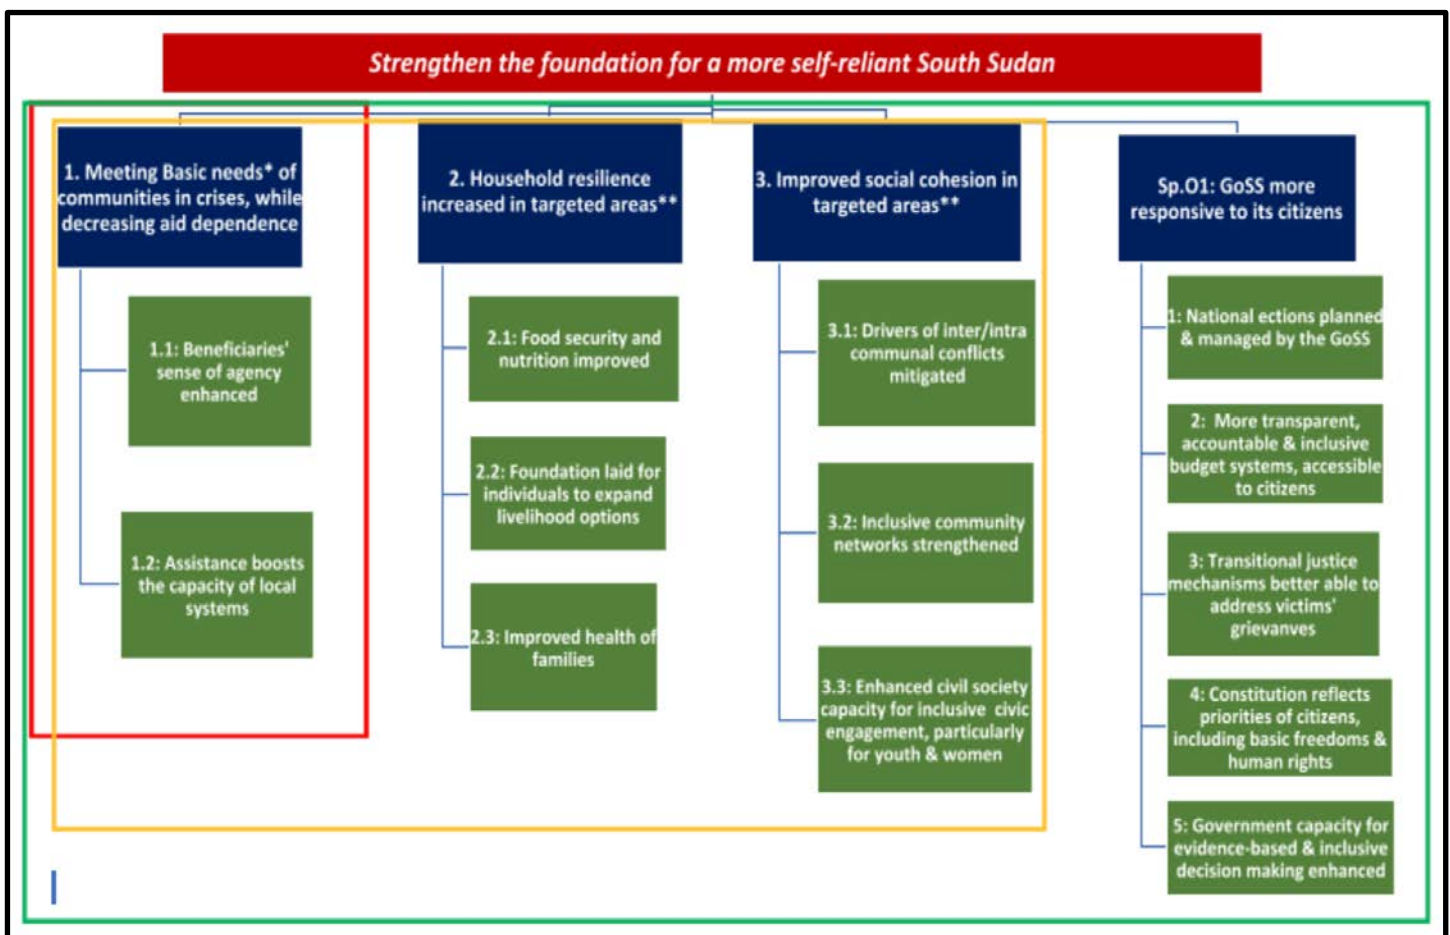 Strengthen the foundation for a more self-reliant South Sudan
1. Meeting Basic needs* of
communities in crises, while
decreasing aid dependence
1.1: Beneficiaries'
sense of agency
enhanced
1.2: Assistance boosts
the capacity of local
systems
2. Household resilience
increased in targeted areas**
2.1: Food security and
nutrition improved
2.2: Foundation laid for
individuals to expand
livelihood options
2.3: Improved health of
families
3. Improved social cohesion in
targeted areas**
3.1: Drivers of inter/intra
communal conflicts
mitigated
3.2: Inclusive community
networks strengthened
3.3: Enhanced civil society
capacity for inclusive civic
engagement, particularly
for youth & women
Sp.O1: GoSS more
responsive to its citizens
1: National ections planned
& managed by the GoSS
2: More transparent,
accountable & inclusive
budget systems, accessible
to citizens
3: Transitional justice
mechanisms better able to
address victims'
grievanves
4: Constitution reflects
priorities of citizens,
including basic freedoms &
human rights
5: Government capacity for
evidence-based & inclusive
decision making enhanced